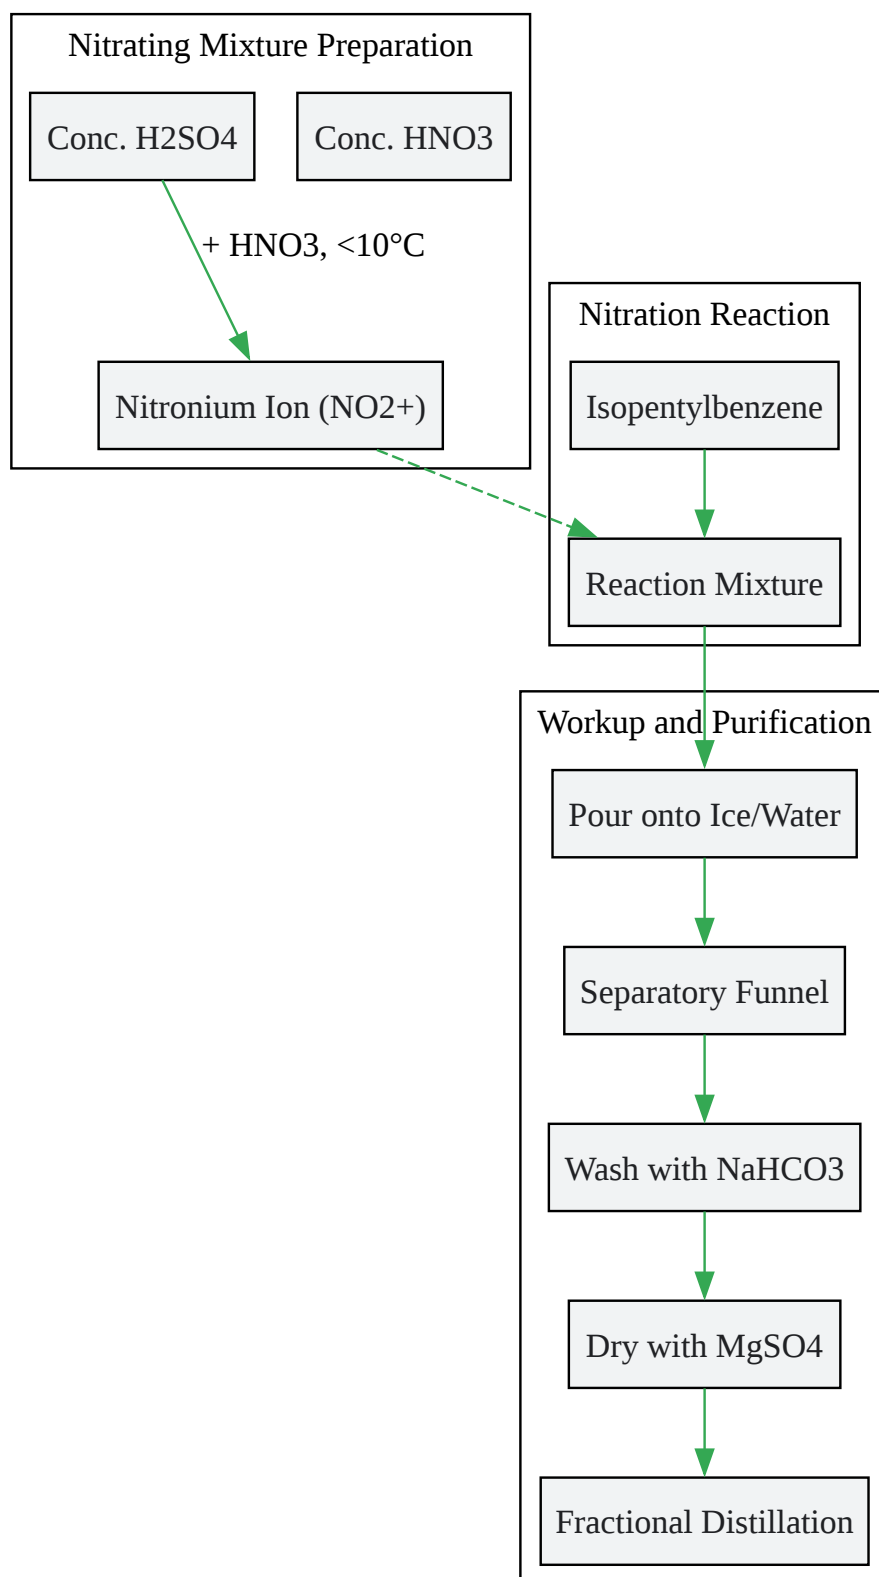 Nitrating Mixture Preparation
Conc. H2SO4
Conc. HNO3
+ HNO3, <10°C
Nitronium Ion (NO2+)
Nitration Reaction
Isopentylbenzene
Reaction Mixture
Workup and Purification
Pour onto Ice/Water
Separatory Funnel
Wash with NaHCO3
Dry with MgSO4
Fractional Distillation